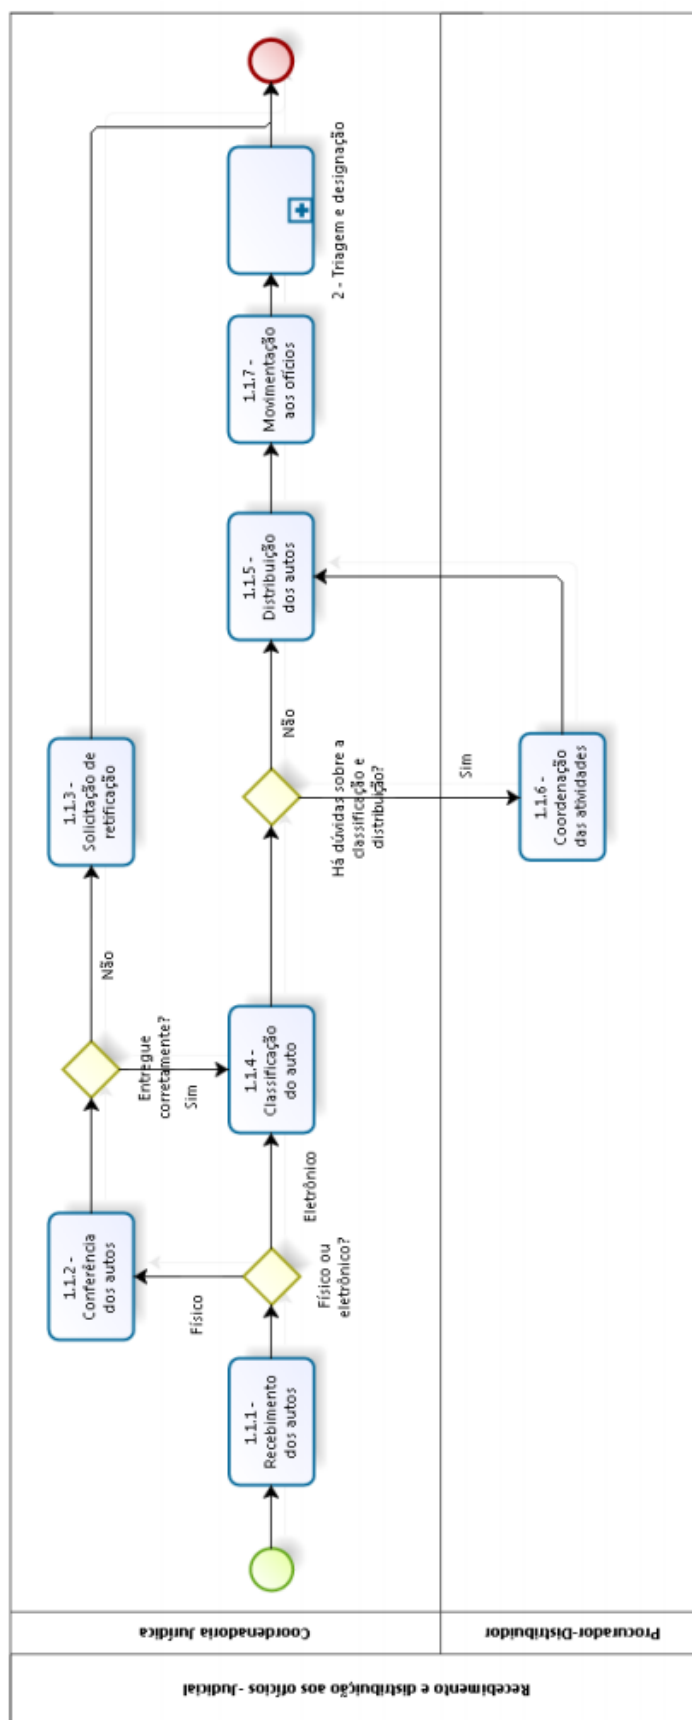 Recebimento e distribuição aos ofícios - Judicial
Coordenadoria Jurídica
Procurador-Distribuidor
1.1.1 -
Recebimento
dos autos
Físico ou
eletrônico?
Físico
Eletrônico
1.1.2 -
Conferência
dos autos
Entregue
corretamente?
Sim
Não
1.1.3 -
Solicitação de
retificação
1.1.4 -
Classificação
do auto
Há dúvidas sobre a
classificação e
distribuição?
Não
Sim
1.1.6 -
Coordenação
das atividades
1.1.5 -
Distribuição
dos autos
1.1.7 -
Movimentação
aos ofícios
2 - Triagem e designação